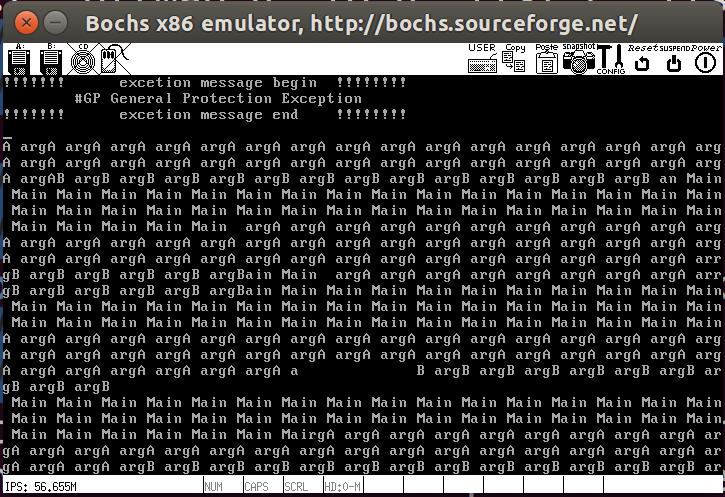 !!!!!!!      excetion message begin  !!!!!!!!
Bochs x86 emulator, http://bochs.sourceforge.net/
A: B: CD USER Copy Paste snapshot CONFIG Reset SUSPEND Power
#GP General Protection Exception
!!!!!!!      excetion message end    !!!!!!!!
A argA argA argA argA argA argA argA argA argA argA argA argA argA argA argA arg
A argA argA argA argA argA argA argA argA argA argA argA argA argA argA argA arg
A argAB argB argB argB argB argB argB argB argB argB argB argB argB argB an Main
Main Main Main Main Main Main Main Main Main Main Main Main Main Main Main Main
Main Main Main Main Main Main Main Main Main Main Main Main Main Main Main Main
Main Main Main Main Main  argA argA argA argA argA argA argA argA argA argA arg
A argA argA argA argA argA argA argA argA argA argA argA argA argA argA argA arg
A argA argA argA argA argA argA argA argA argA argA argA argA argA argA argA arg
gB argB argB argB argB argBain Main  argA argA argA argA argA argA argA argA arr
gB argB argB argB argB argBain Main  argA argA argA argA argA argA argA argA arr
Main Main Main Main Main Main Main Main Main Main Main Main Main Main Main Main
Main Main Main Main Main Main Main Main Main Main Main Main Main Main Main Main
A argA argA argA argA argA argA argA argA argA argA argA argA argA argA argA arg
A argA argA argA argA argA argA argA argA argA argA argA argA argA argA argA arg
A argA argA argA argA argA argA a             B argB argB argB argB argB argB ar
gB argB argB
Main Main Main Main Main Main Main Main Main Main Main Main Main Main Main Main
Main Main Main Main Main Main Main Main Main Main Main Main Main Main Main Main
Main Main Main Main Main Main MairgA argA argA argA argA argA argA argA argA ar
gA argA argA argA argA argA argA argA argA argA argA argA argA argA argA argA ar
gA argA argA argB argB argB argB argB argB argB argB argB argB argB argB argB ar
IPS: 56.655M NUM CAPS SCRL HD:0-M